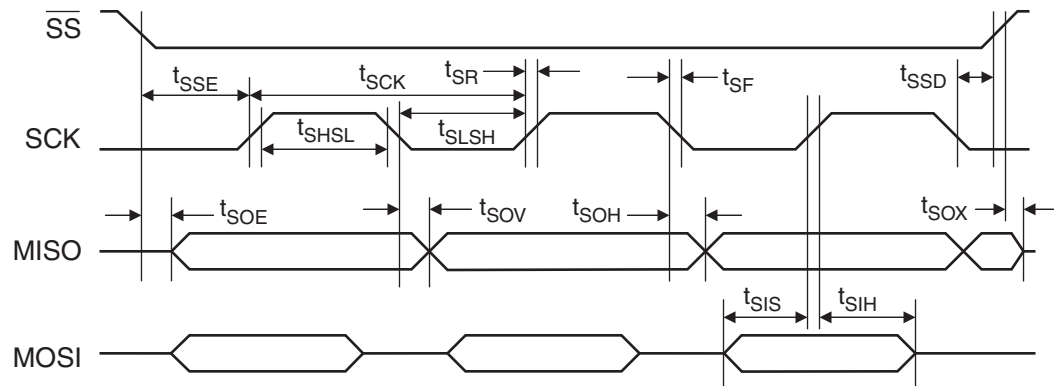 SS
tSSE
tSCK
tSR
tSF
tSSD
SCK
tSHSL
tSLSH
tSOE
tSOV
tSOH
tSOX
MISO
tSIS
tSIH
MOSI